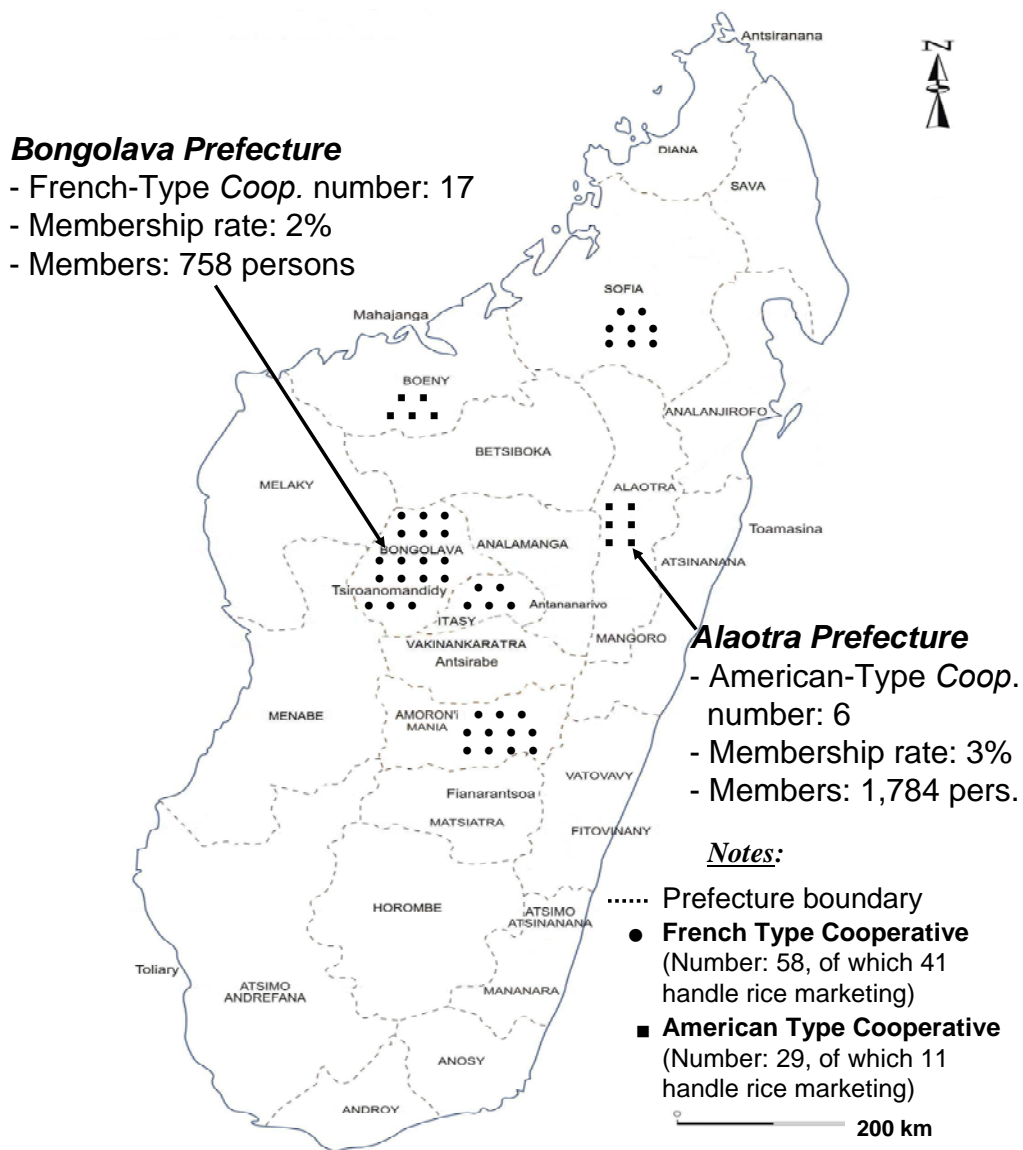 Antsiranana
N
Bongolava Prefecture
- French-Type Coop. number: 17
- Membership rate: 2%
- Members: 758 persons
DIANA
SAVA
SOFIA
Mahajanga
BOENY
ANALANJIROFO
BETSIBOKA
MELAKY
ALAOTRA
Toamasina
BONGOLAVA
ANALAMANGA
ATSINANANA
Tsiroanomandidy
Antananarivo
ITASY
MANGORO
VAKINANKARATRA
Antsirabe
Alaotra Prefecture
- American-Type Coop.
number: 6
- Membership rate: 3%
- Members: 1,784 pers.
MENABE
AMORON'I
MANIA
VATOVAVY
Fianarantsoa
MATSIATRA
FITOVINANY
HOROMBE
ATSIMO
ATSINANANA
Toliary
ATSIMO
ANDREFANA
MANANARA
ANOSY
ANDROY
Notes:
Prefecture boundary
French Type Cooperative
(Number: 58, of which 41
handle rice marketing)
American Type Cooperative
(Number: 29, of which 11
handle rice marketing)
0
200 km